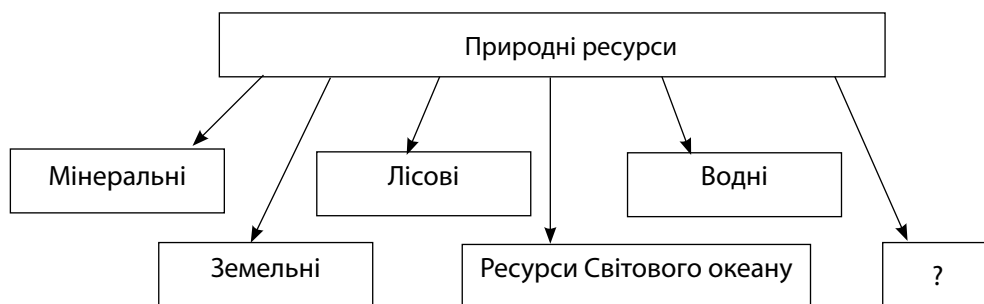 Природні ресурси
Мінеральні
Лісові
Водні
Земельні
Ресурси Світового океану
?